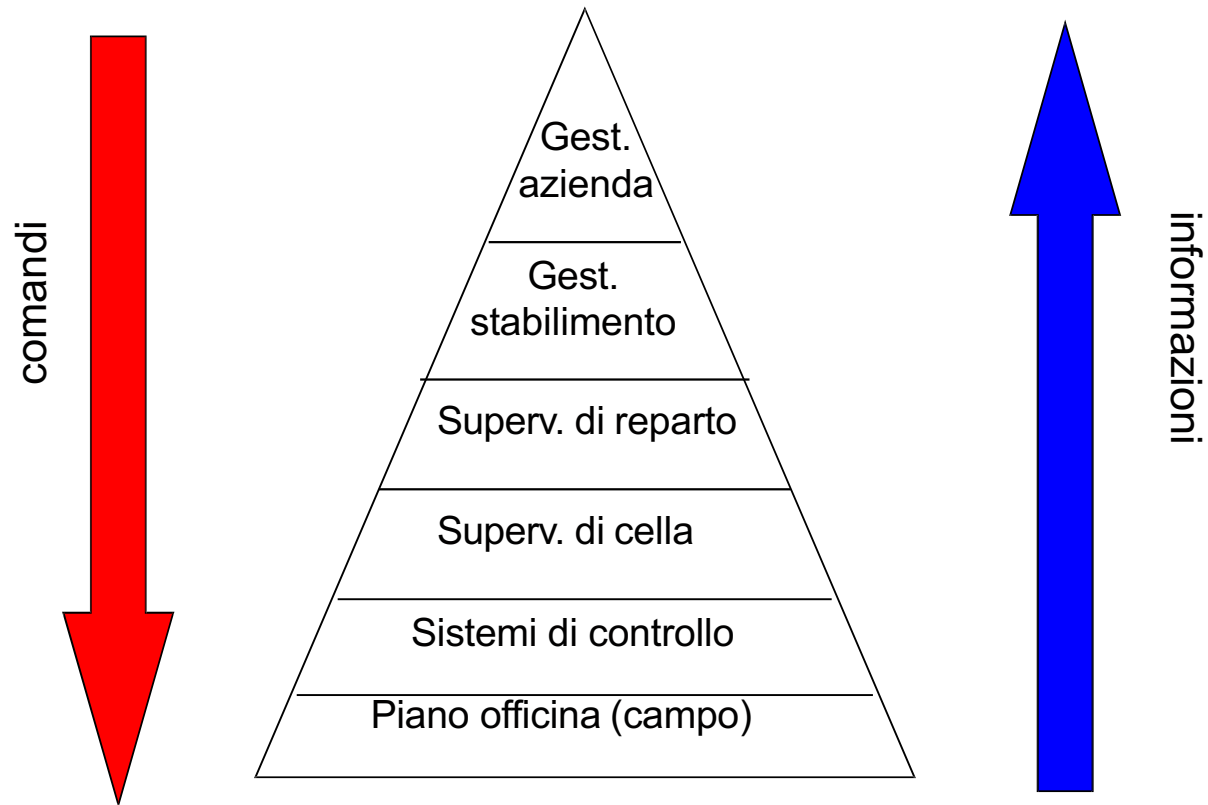 comandi
Gest.
azienda
Gest.
stabilimento
Superv. di reparto
Superv. di cella
Sistemi di controllo
Piano officina (campo)
informazioni